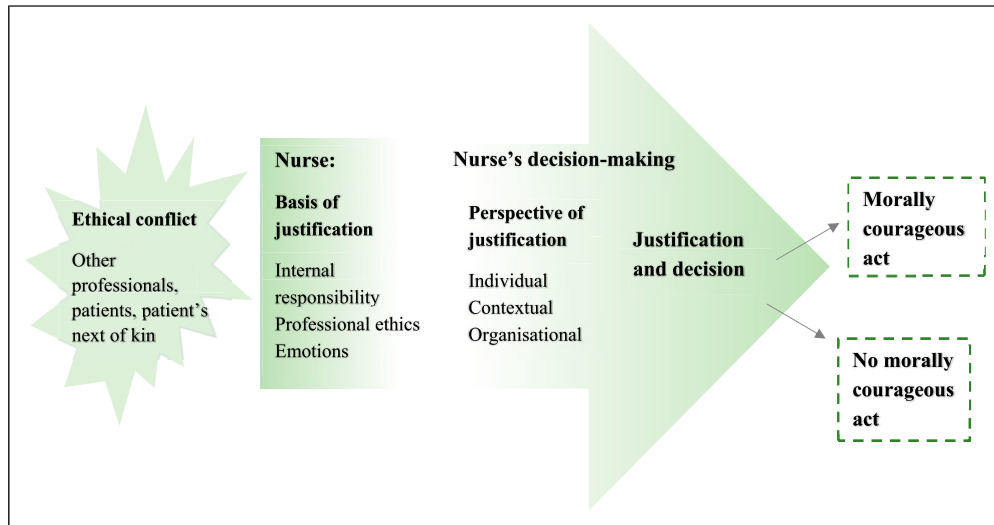 Ethical conflict
Other
professionals,
patients, patient's
next of kin
Nurse:
Basis of
justification
Internal
responsibility
Professional ethics
Emotions
Nurse's decision-making
Perspective of
justification
Individual
Contextual
Organisational
Justification
and decision
Morally
courageous
act
No morally
courageous
act